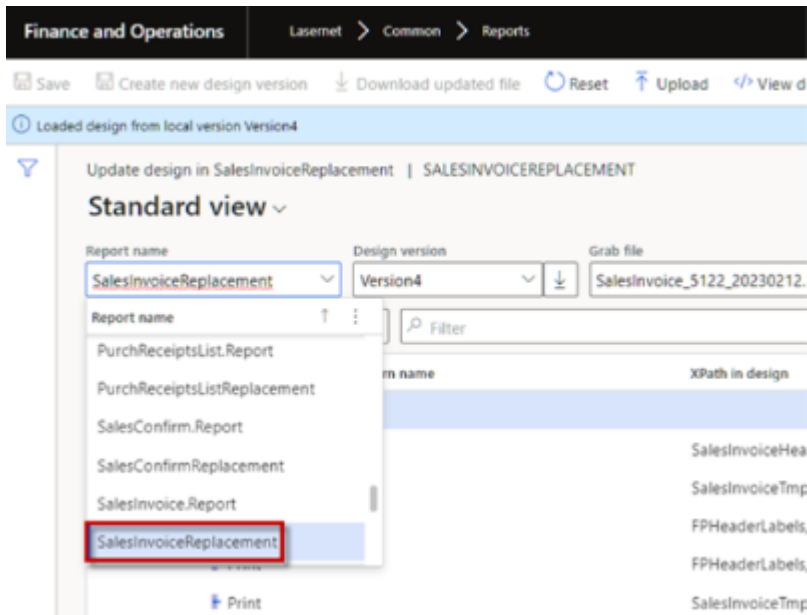 Finance and Operations Lasernet > Common > Reports
Save Create new design version Download updated file Reset Upload </> View d
Loaded design from local version Version4
Update design in SalesInvoiceReplacement | SALESINVOICEREPLACEMENT
Standard view
Report name Design version Grab file
SalesInvoiceReplacement Version4 SalesInvoice_5122_20230212.
Report name
Filter
PurchReceiptsList.Report
rn name XPath in design
PurchReceiptsListReplacement
SalesConfirm.Report
SalesInvoiceHea
SalesConfirmReplacement
SalesInvoiceTmp
SalesInvoice.Report
FPHeaderLabels,
SalesInvoiceReplacement
FPHeaderLabels,
Print SalesInvoiceTmp